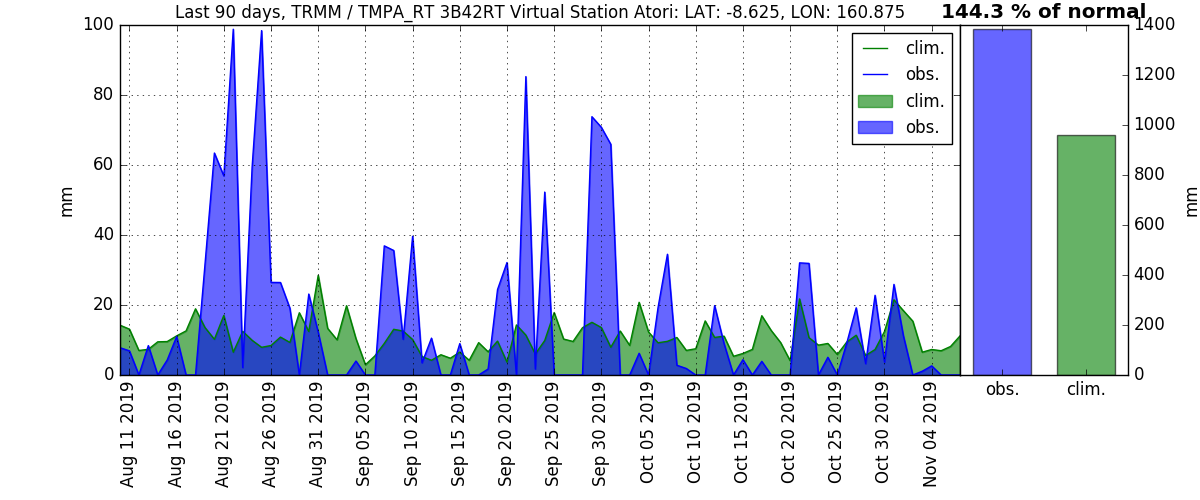 Last 90 days, TRMM / TMPA_RT 3B42RT Virtual Station Atori: LAT: -8.625, LON: 160.875
144.3 % of normal
100
80
60
40
20
0
mm
clim.
obs.
clim.
obs.
1400
1200
1000
800
600
400
200
0
mm
obs.
clim.
Aug 11 2019
Aug 16 2019
Aug 21 2019
Aug 26 2019
Aug 31 2019
Sep 05 2019
Sep 10 2019
Sep 15 2019
Sep 20 2019
Sep 25 2019
Sep 30 2019
Oct 05 2019
Oct 10 2019
Oct 15 2019
Oct 20 2019
Oct 25 2019
Oct 30 2019
Nov 04 2019